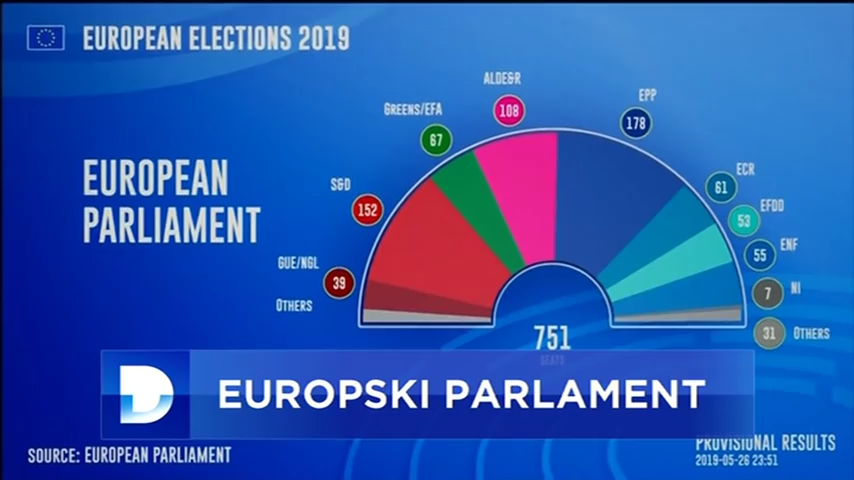 EUROPEAN ELECTIONS 2019
ALDE&R
108
EPP
178
GREENS/EFA
67
EUROPEAN
PARLIAMENT
S&D
152
ECR
61
EFDD
53
ENF
55
GUE/NGL
39
NI
7
OTHERS
31
OTHERS
751
SEATS
D
EUROPSKI PARLAMENT
SOURCE: EUROPEAN PARLIAMENT
PROVISIONAL RESULTS
2019-05-26 23:51